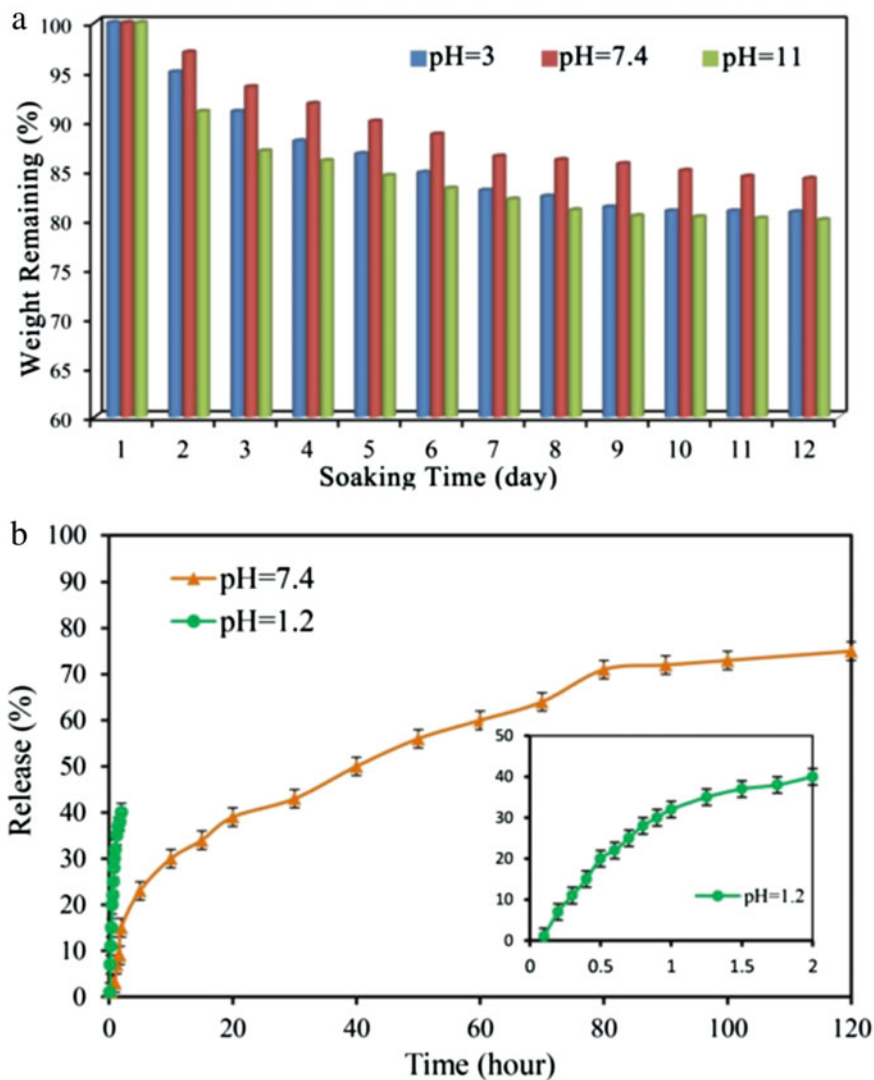 a
pH=3 pH=7.4 pH=11
Weight Remaining (%)
100
95
90
85
80
75
70
65
60
1 2 3 4 5 6 7 8 9 10 11 12
Soaking Time (day)
b
pH=7.4
pH=1.2
Release (%)
100
90
80
70
60
50
40
30
20
10
0
50
40
30
20
10
0
pH=1.2
0 0.5 1 1.5 2
0 20 40 60 80 100 120
Time (hour)